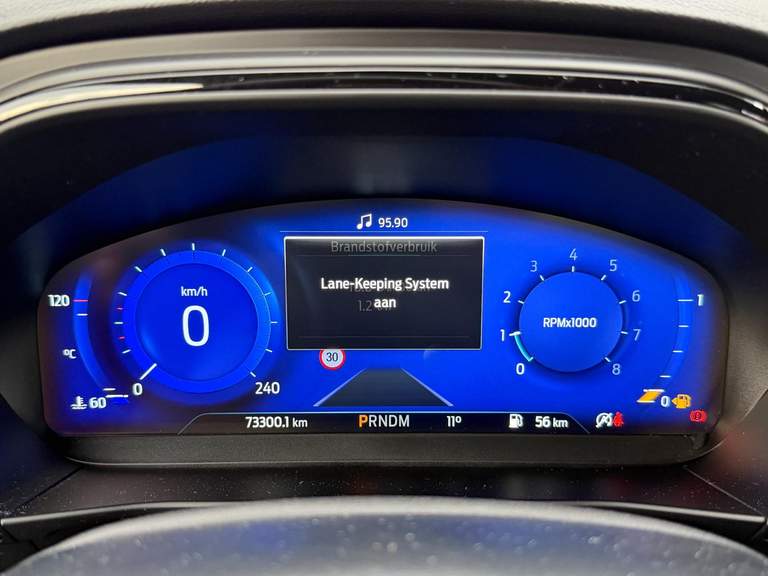 95.90
Brandstofverbruik
Lane-Keeping System
aan
120
°C
60
km/h
0
0
240
30
0
1
2
3
4
5
6
7
8
RPMx1000
1
0
73300.1 km
PRNDM
11°
56 km